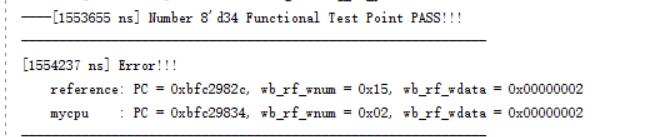 ----[1553655 ns] Number 8'd34 Functional Test Point PASS!!!
[1554237 ns] Error!!!
reference: PC = 0xbfc2982c, wb_rf_wnum = 0x15, wb_rf_wdata = 0x00000002
mycpu : PC = 0xbfc29834, wb_rf_wnum = 0x02, wb_rf_wdata = 0x00000002